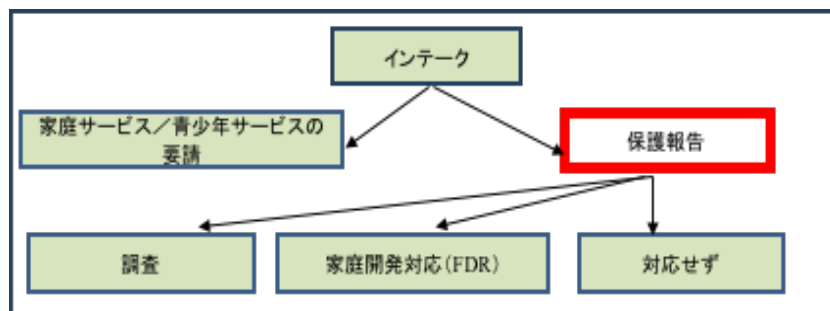 インテーク
家庭サービス／青少年サービスの
要請
保護報告
調査
家庭開発対応（FDR）
対応せず